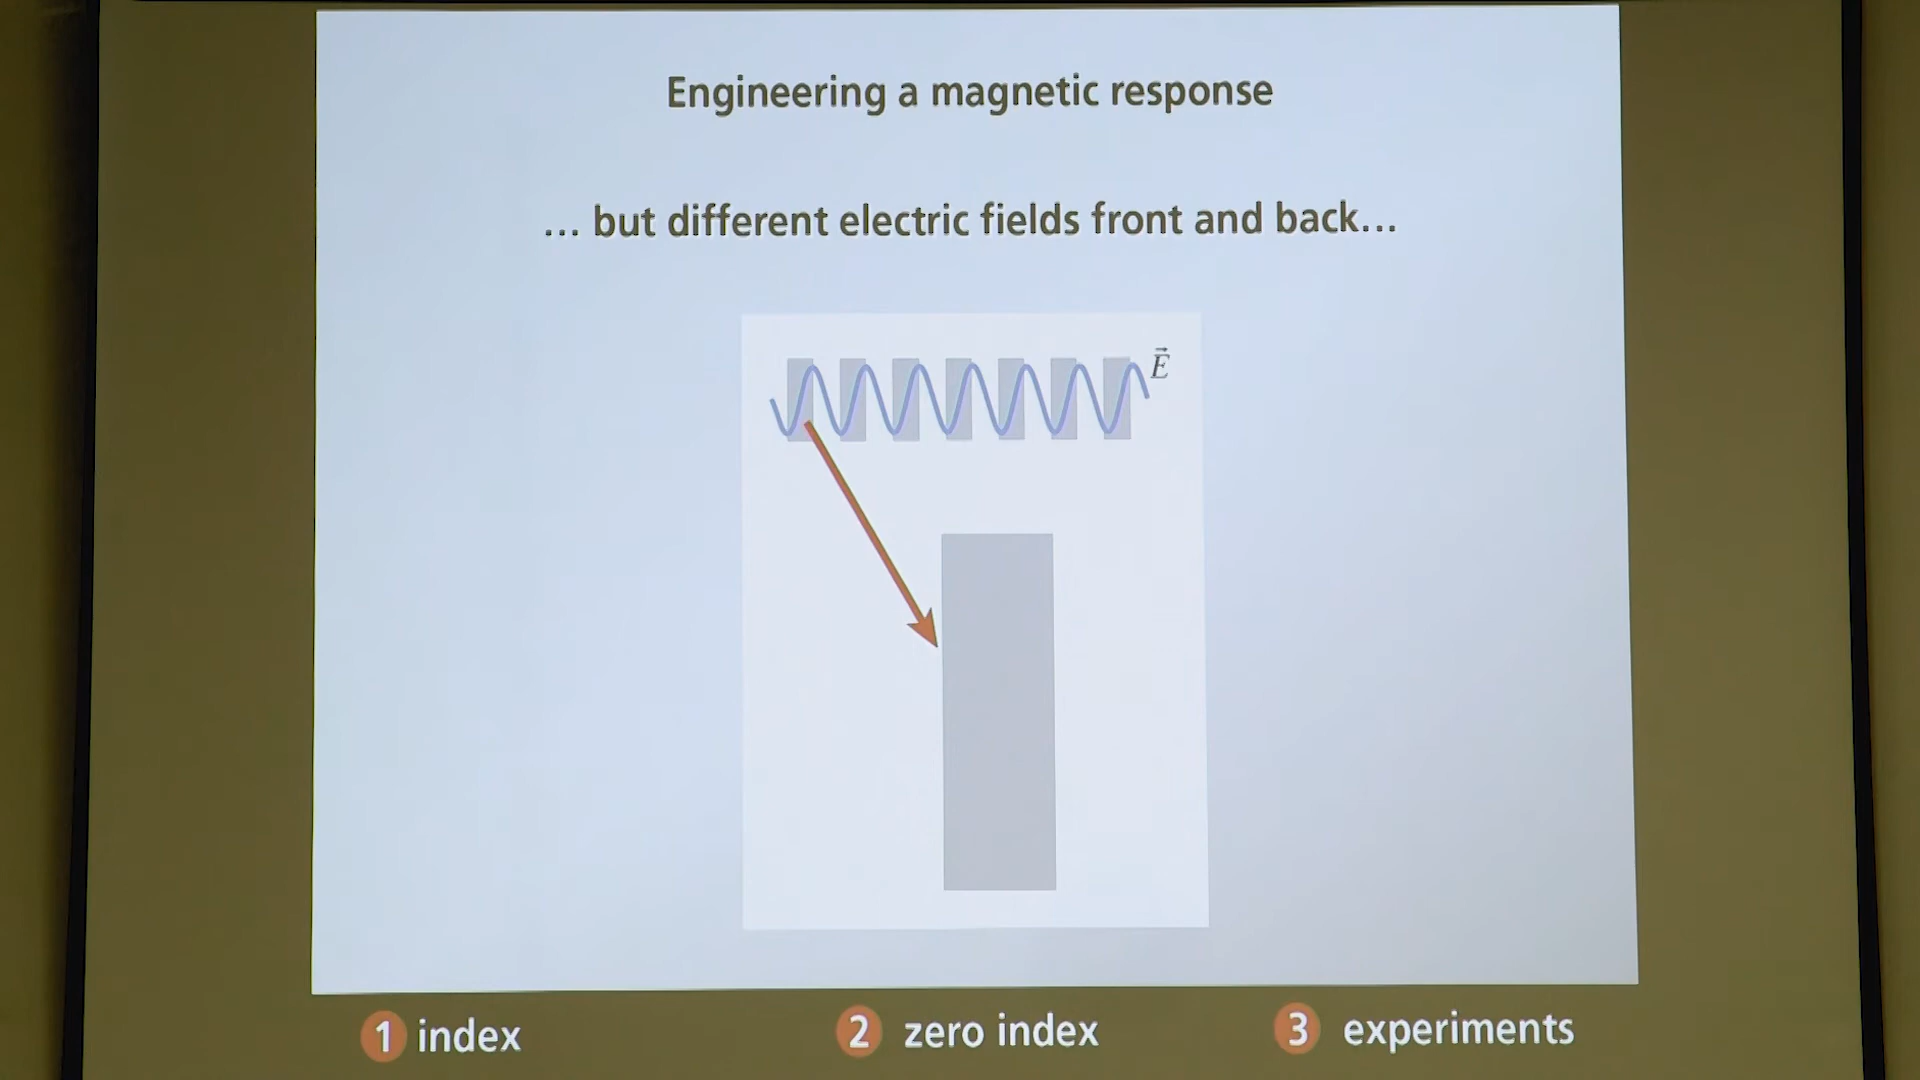 Engineering a magnetic response
... but different electric fields front and back...
E⃗
1 index
2 zero index
3 experiments